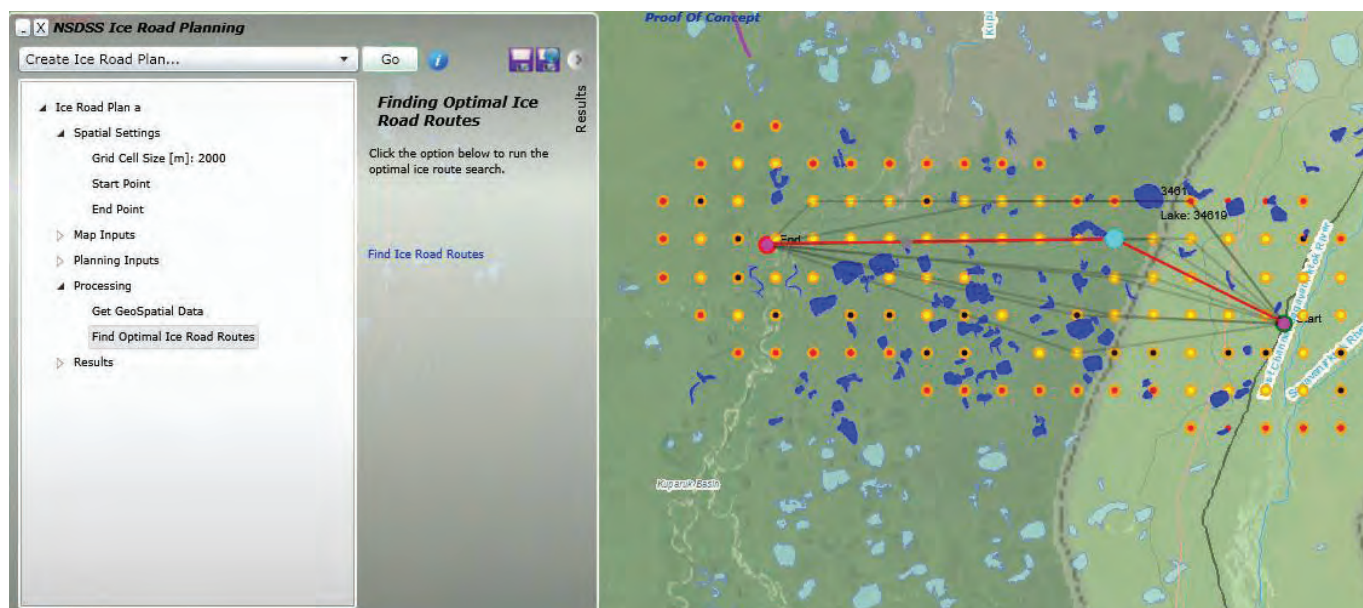 _ X NSDSS Ice Road Planning
Create Ice Road Plan...
Go
i
Results
Ice Road Plan a
Spatial Settings
Grid Cell Size [m]: 2000
Start Point
End Point
Map Inputs
Planning Inputs
Processing
Get GeoSpatial Data
Find Optimal Ice Road Routes
Results
Finding Optimal Ice
Road Routes
Click the option below to run the
optimal ice route search.
Find Ice Road Routes
Proof Of Concept
Kupa
Lake: 34619
End
Kuparuk Basin